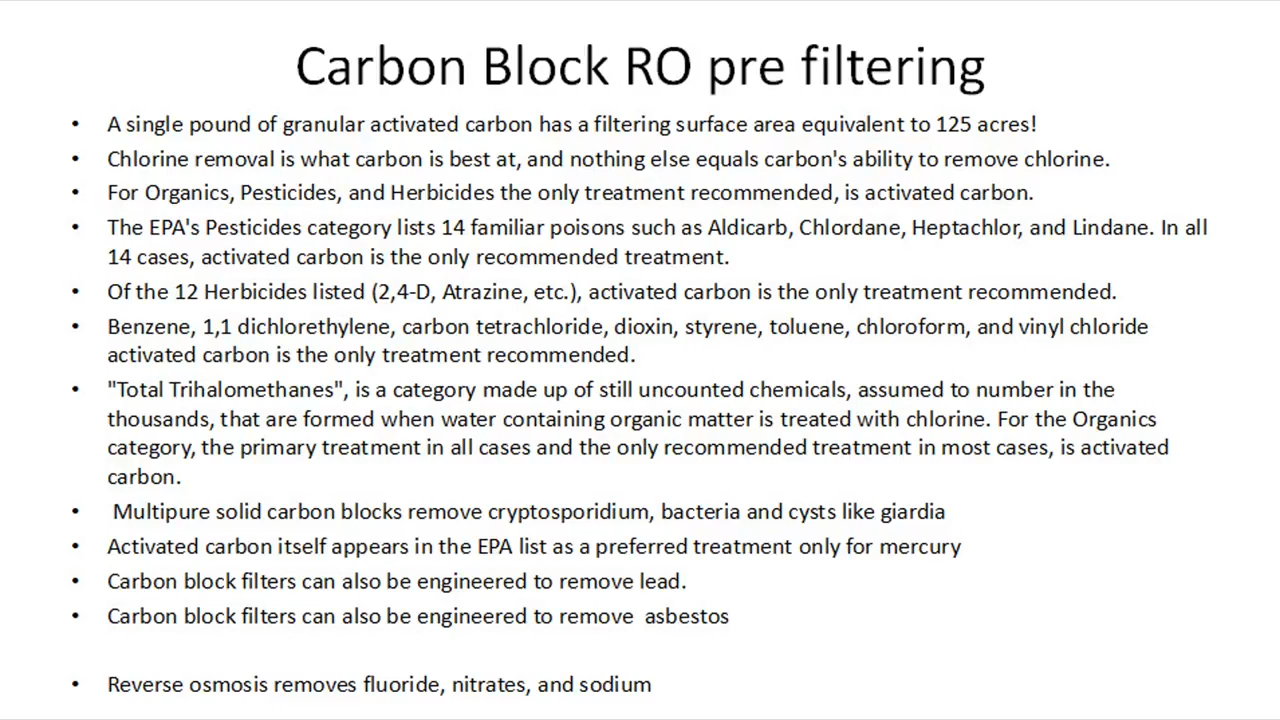 Carbon Block RO pre filtering
• A single pound of granular activated carbon has a filtering surface area equivalent to 125 acres!
• Chlorine removal is what carbon is best at, and nothing else equals carbon's ability to remove chlorine.
• For Organics, Pesticides, and Herbicides the only treatment recommended, is activated carbon.
• The EPA's Pesticides category lists 14 familiar poisons such as Aldicarb, Chlordane, Heptachlor, and Lindane. In all
14 cases, activated carbon is the only recommended treatment.
• Of the 12 Herbicides listed (2,4-D, Atrazine, etc.), activated carbon is the only treatment recommended.
• Benzene, 1,1 dichlorethylene, carbon tetrachloride, dioxin, styrene, toluene, chloroform, and vinyl chloride
activated carbon is the only treatment recommended.
• "Total Trihalomethanes", is a category made up of still uncounted chemicals, assumed to number in the
thousands, that are formed when water containing organic matter is treated with chlorine. For the Organics
category, the primary treatment in all cases and the only recommended treatment in most cases, is activated
carbon.
• Multipure solid carbon blocks remove cryptosporidium, bacteria and cysts like giardia
• Activated carbon itself appears in the EPA list as a preferred treatment only for mercury
• Carbon block filters can also be engineered to remove lead.
• Carbon block filters can also be engineered to remove  asbestos
• Reverse osmosis removes fluoride, nitrates, and sodium